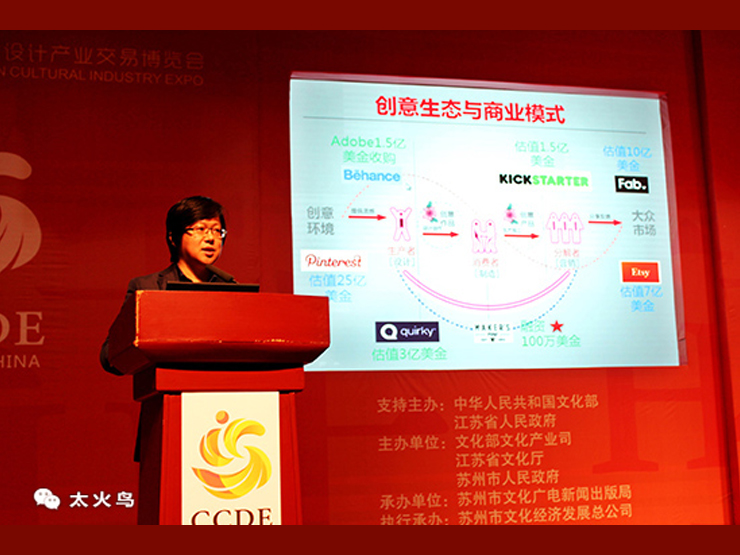 设计产业交易博览会
N CULTURAL INDUSTRY EXPO
CCDE
HINA
创意生态与商业模式
Adobe1.5亿
美金收购
Bēhance
估值1.5亿
美金
KICKSTARTER
估值10亿
美金
Fab.
创意
环境
生产者
消费者
分解者
大众
市场
Pinterest
估值25亿
美金
Etsy
估值7亿
美金
quirky
估值3亿美金
MAKER'S
融资
100万美金
支持主办：中华人民共和国文化部
江苏省人民政府
主办单位：文化部文化产业司
江苏省文化厅
苏州市人民政府
承办单位：苏州市文化广电新闻出版局
执行承办：苏州市文化经济发展总公司
CCDE
太火鸟